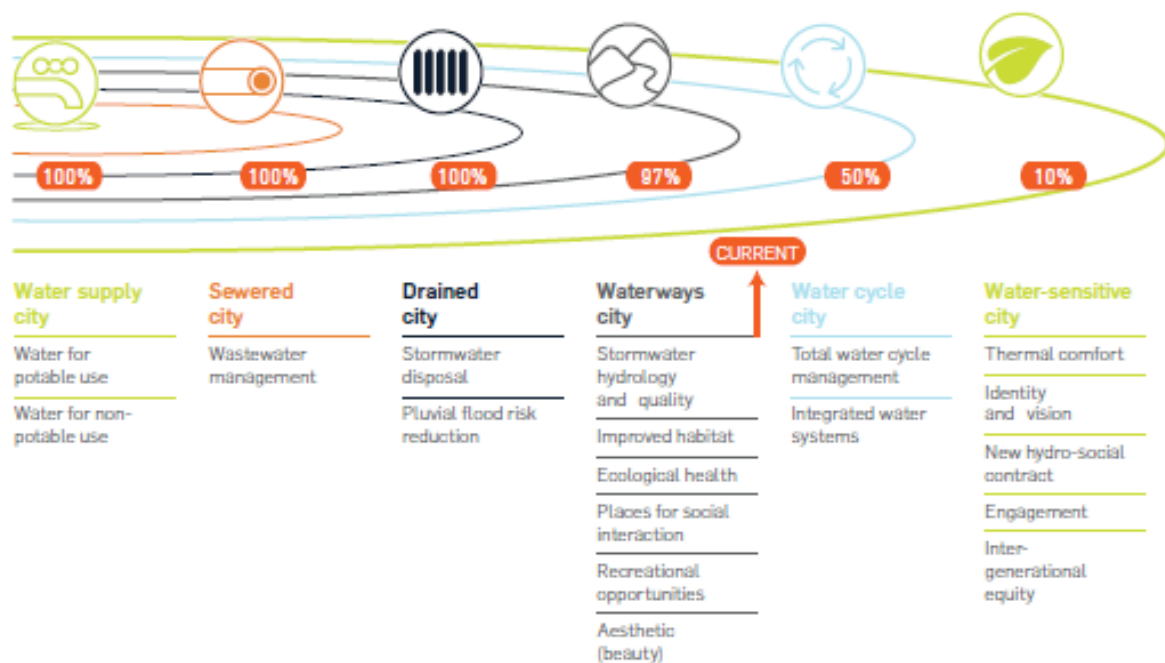 100%
100%
100%
97%
50%
10%
CURRENT
Water supply
city
Water for
potable use
Water for non-
potable use
Sewered
city
Wastewater
management
Drained
city
Stormwater
disposal
Pluvial flood risk
reduction
Waterways
city
Stormwater
hydrology
and quality
Improved habitat
Ecological health
Places for social
interaction
Recreational
opportunities
Aesthetic
(beauty)
Water cycle
city
Total water cycle
management
Integrated water
systems
Water-sensitive
city
Thermal comfort
Identity
and vision
New hydro-social
contract
Engagement
Inter-
generational
equity